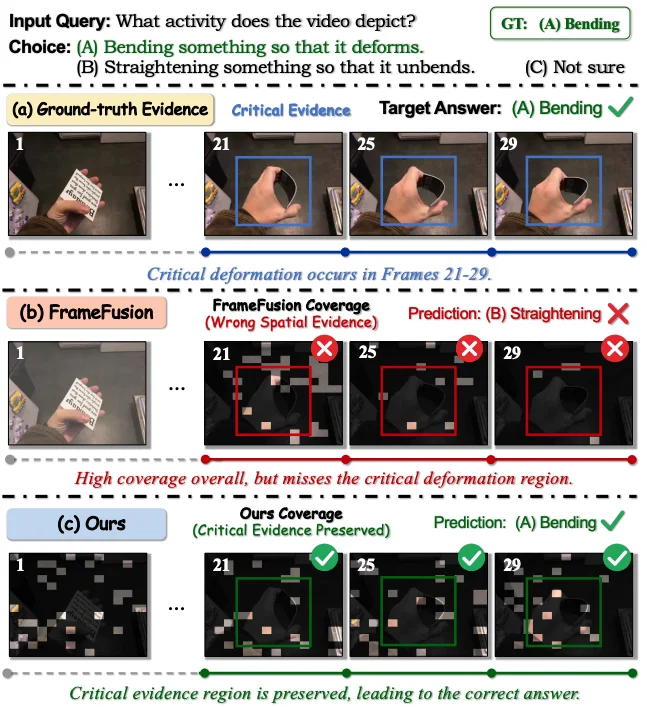 Input Query: What activity does the video depict?
GT: (A) Bending
Choice: (A) Bending something so that it deforms.
(B) Straightening something so that it unbends. (C) Not sure
(a) Ground-truth Evidence Critical Evidence Target Answer: (A) Bending
1 ... 21 25 29
Critical deformation occurs in Frames 21-29.
(b) FrameFusion FrameFusion Coverage Prediction: (B) Straightening
(Wrong Spatial Evidence)
1 ... 21 25 29
High coverage overall, but misses the critical deformation region.
(c) Ours Ours Coverage Prediction: (A) Bending
(Critical Evidence Preserved)
1 ... 21 25 29
Critical evidence region is preserved, leading to the correct answer.